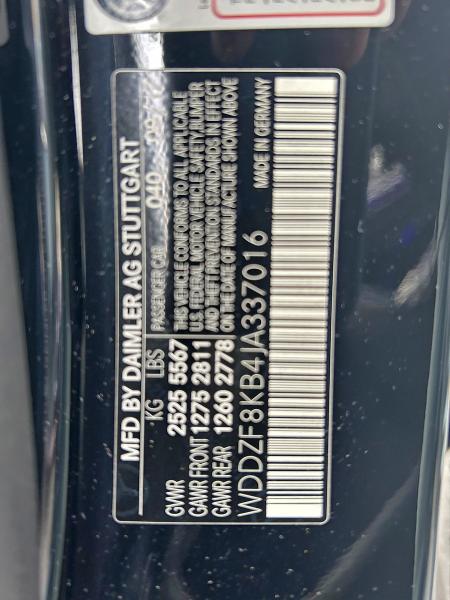 MFD BY DAIMLER AG STUTTGART
KG LBS PASSENGER CAR 040
GVWR 2525 5567
GAWR FRONT 1275 2811
GAWR REAR 1260 2778
THIS VEHICLE CONFORMS TO ALL APPLICABLE
U.S. FEDERAL MOTOR VEHICLE SAFETY, BUMPER
AND THEFT PREVENTION STANDARDS IN EFFECT
ON THE DATE OF MANUFACTURE SHOWN ABOVE
WDDZF8KB4JA337016 MADE IN GERMANY